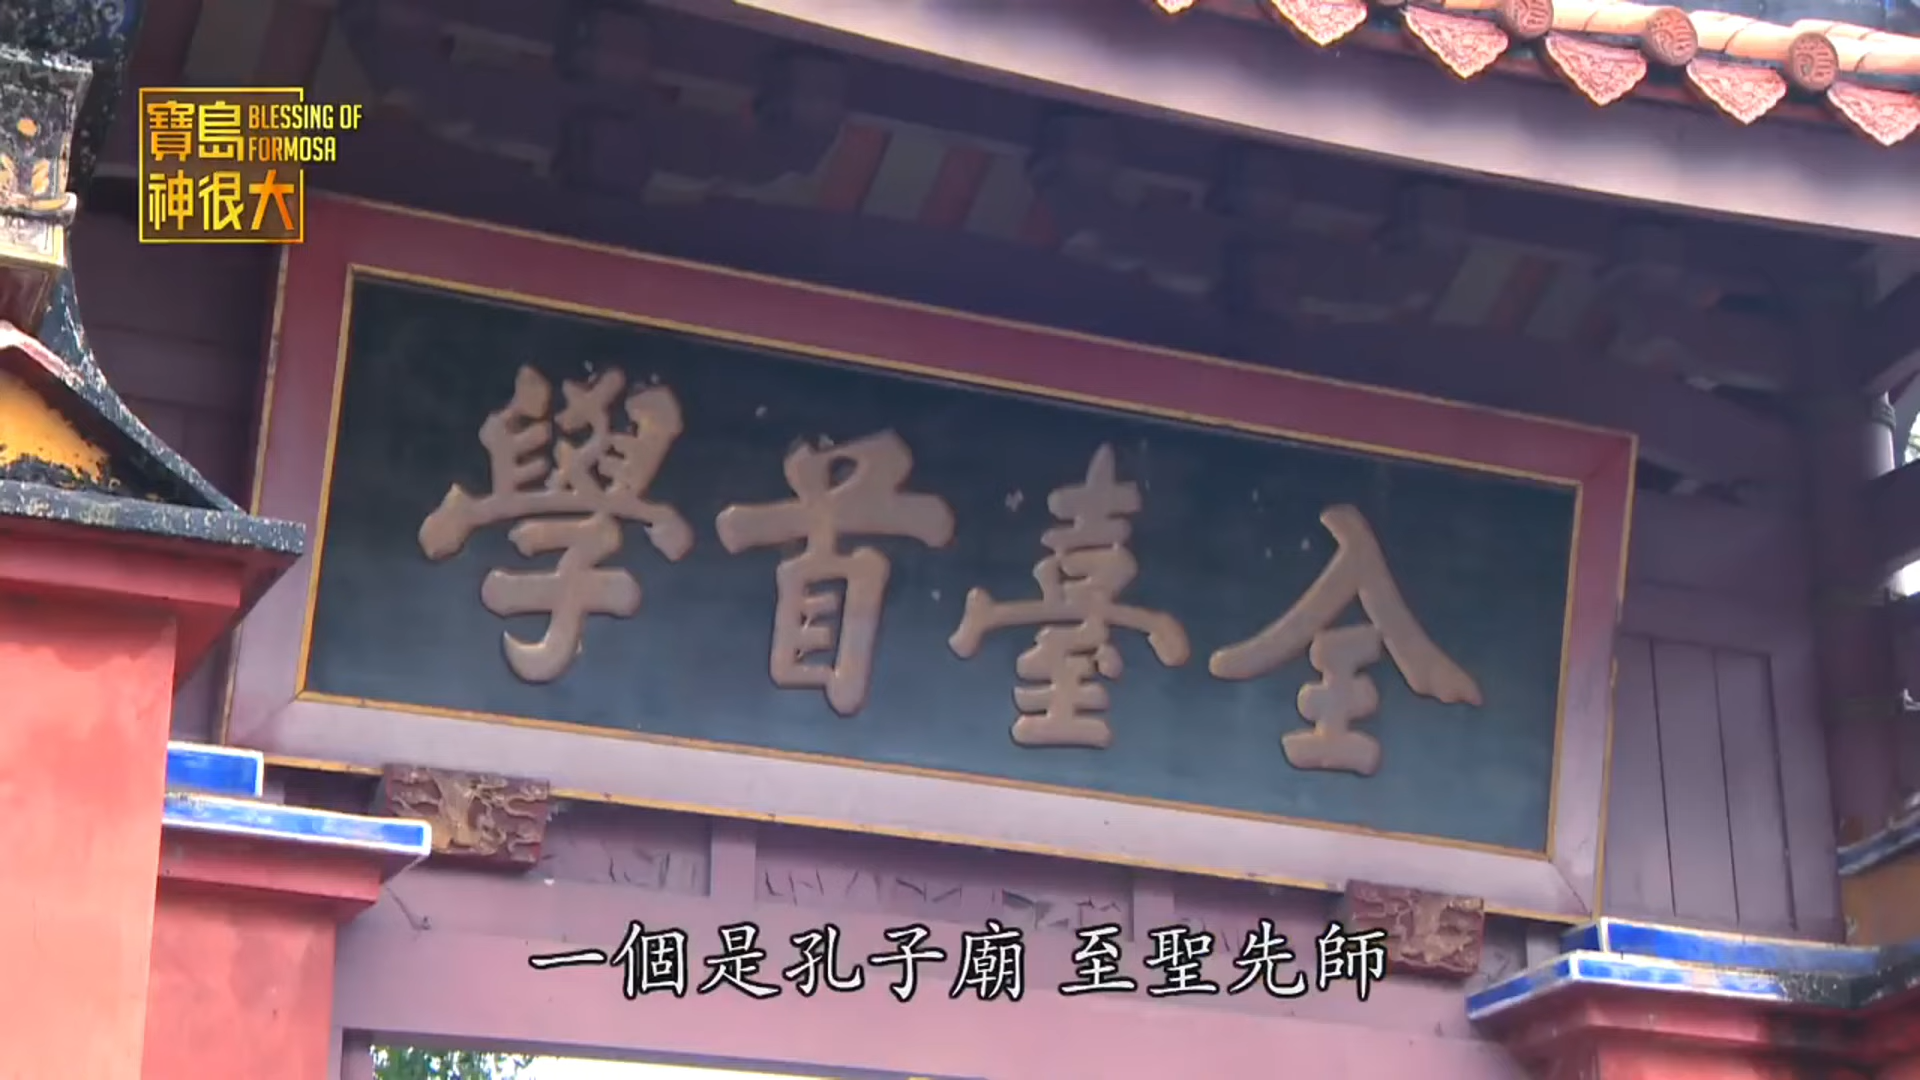 寶島
神很大
BLESSING OF
FORMOSA
全臺首學
一個是孔子廟 至聖先師